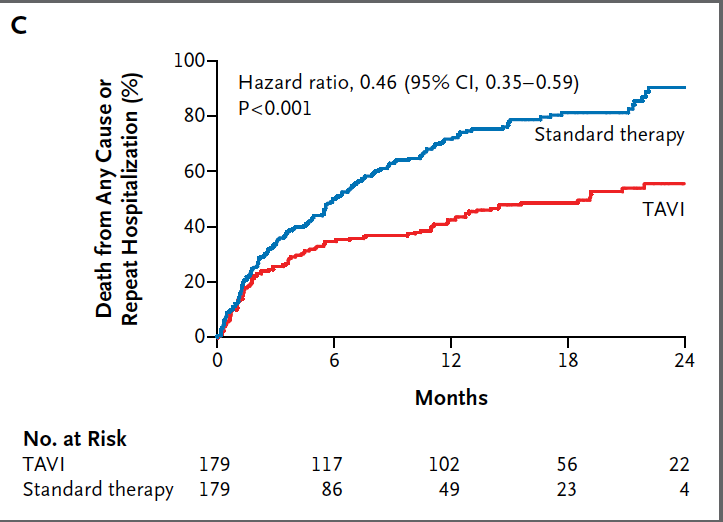 C
Death from Any Cause or
Repeat Hospitalization (%)
100
80
60
40
20
0
Hazard ratio, 0.46 (95% CI, 0.35–0.59)
P<0.001
Standard therapy
TAVI
0 6 12 18 24
Months
No. at Risk
TAVI 179 117 102 56 22
Standard therapy 179 86 49 23 4